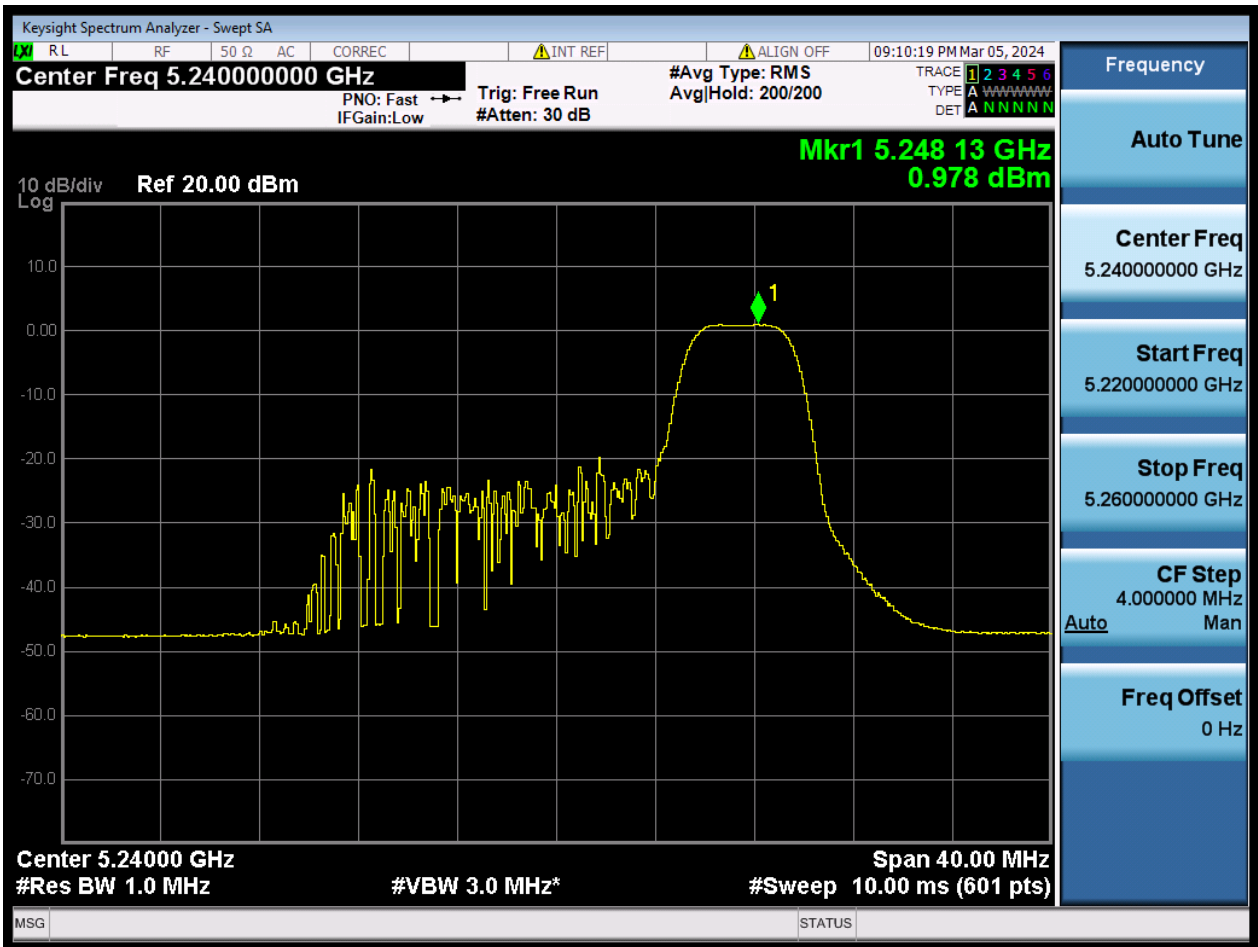 Keysight Spectrum Analyzer - Swept SA
LXI RL RF 50 Ω AC CORREC INT REF ALIGN OFF 09:10:19 PM Mar 05, 2024
Center Freq 5.240000000 GHz
PNO: Fast
IFGain:Low
Trig: Free Run
#Atten: 30 dB
#Avg Type: RMS
Avg|Hold: 200/200
TRACE 1 2 3 4 5 6
TYPE A WWWWW
DET A N N N N N
Mkr1 5.248 13 GHz
0.978 dBm
10 dB/div Ref 20.00 dBm
Log
10.0
0.00
-10.0
-20.0
-30.0
-40.0
-50.0
-60.0
-70.0
1
Center 5.24000 GHz Span 40.00 MHz
#Res BW 1.0 MHz #VBW 3.0 MHz* #Sweep 10.00 ms (601 pts)
MSG STATUS
Frequency
Auto Tune
Center Freq
5.240000000 GHz
Start Freq
5.220000000 GHz
Stop Freq
5.260000000 GHz
CF Step
4.000000 MHz
Auto Man
Freq Offset
0 Hz